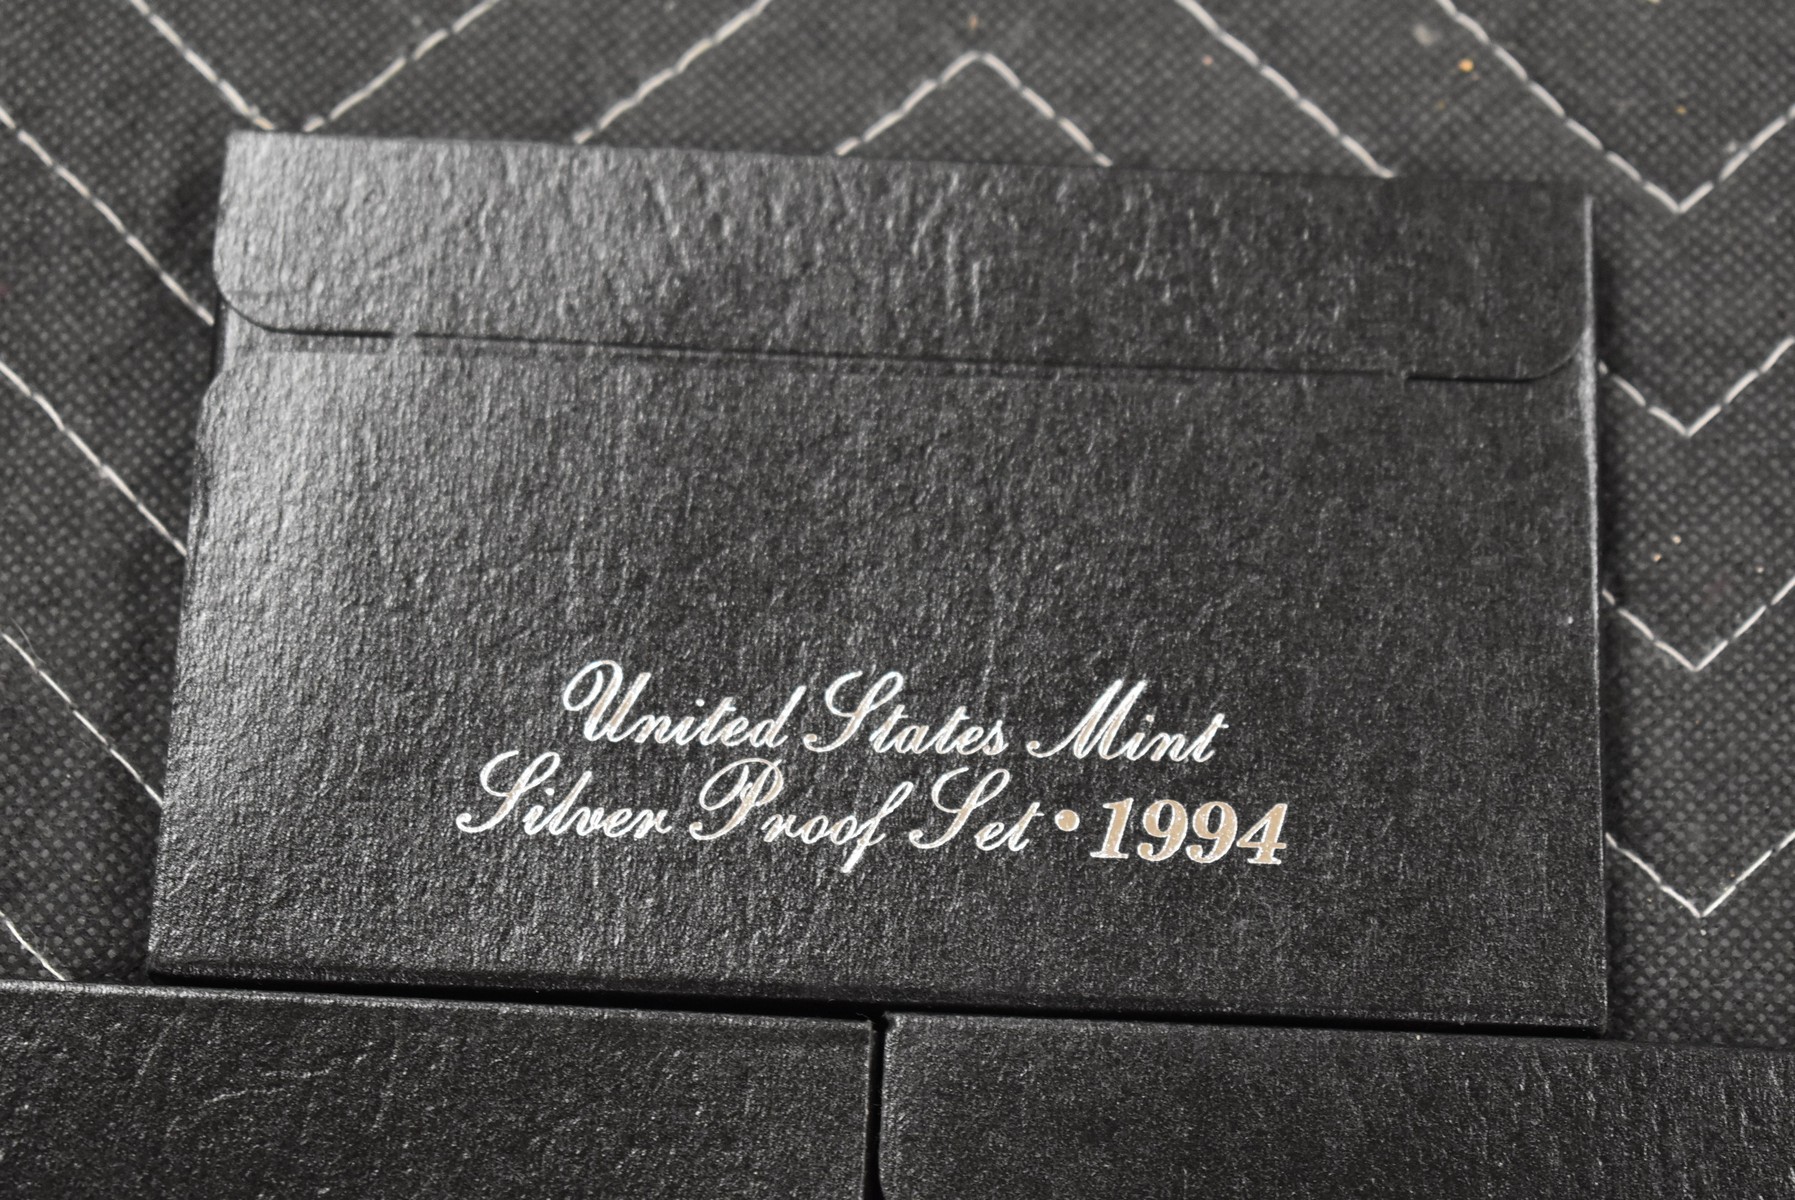 United States Mint
Silver Proof Set • 1994